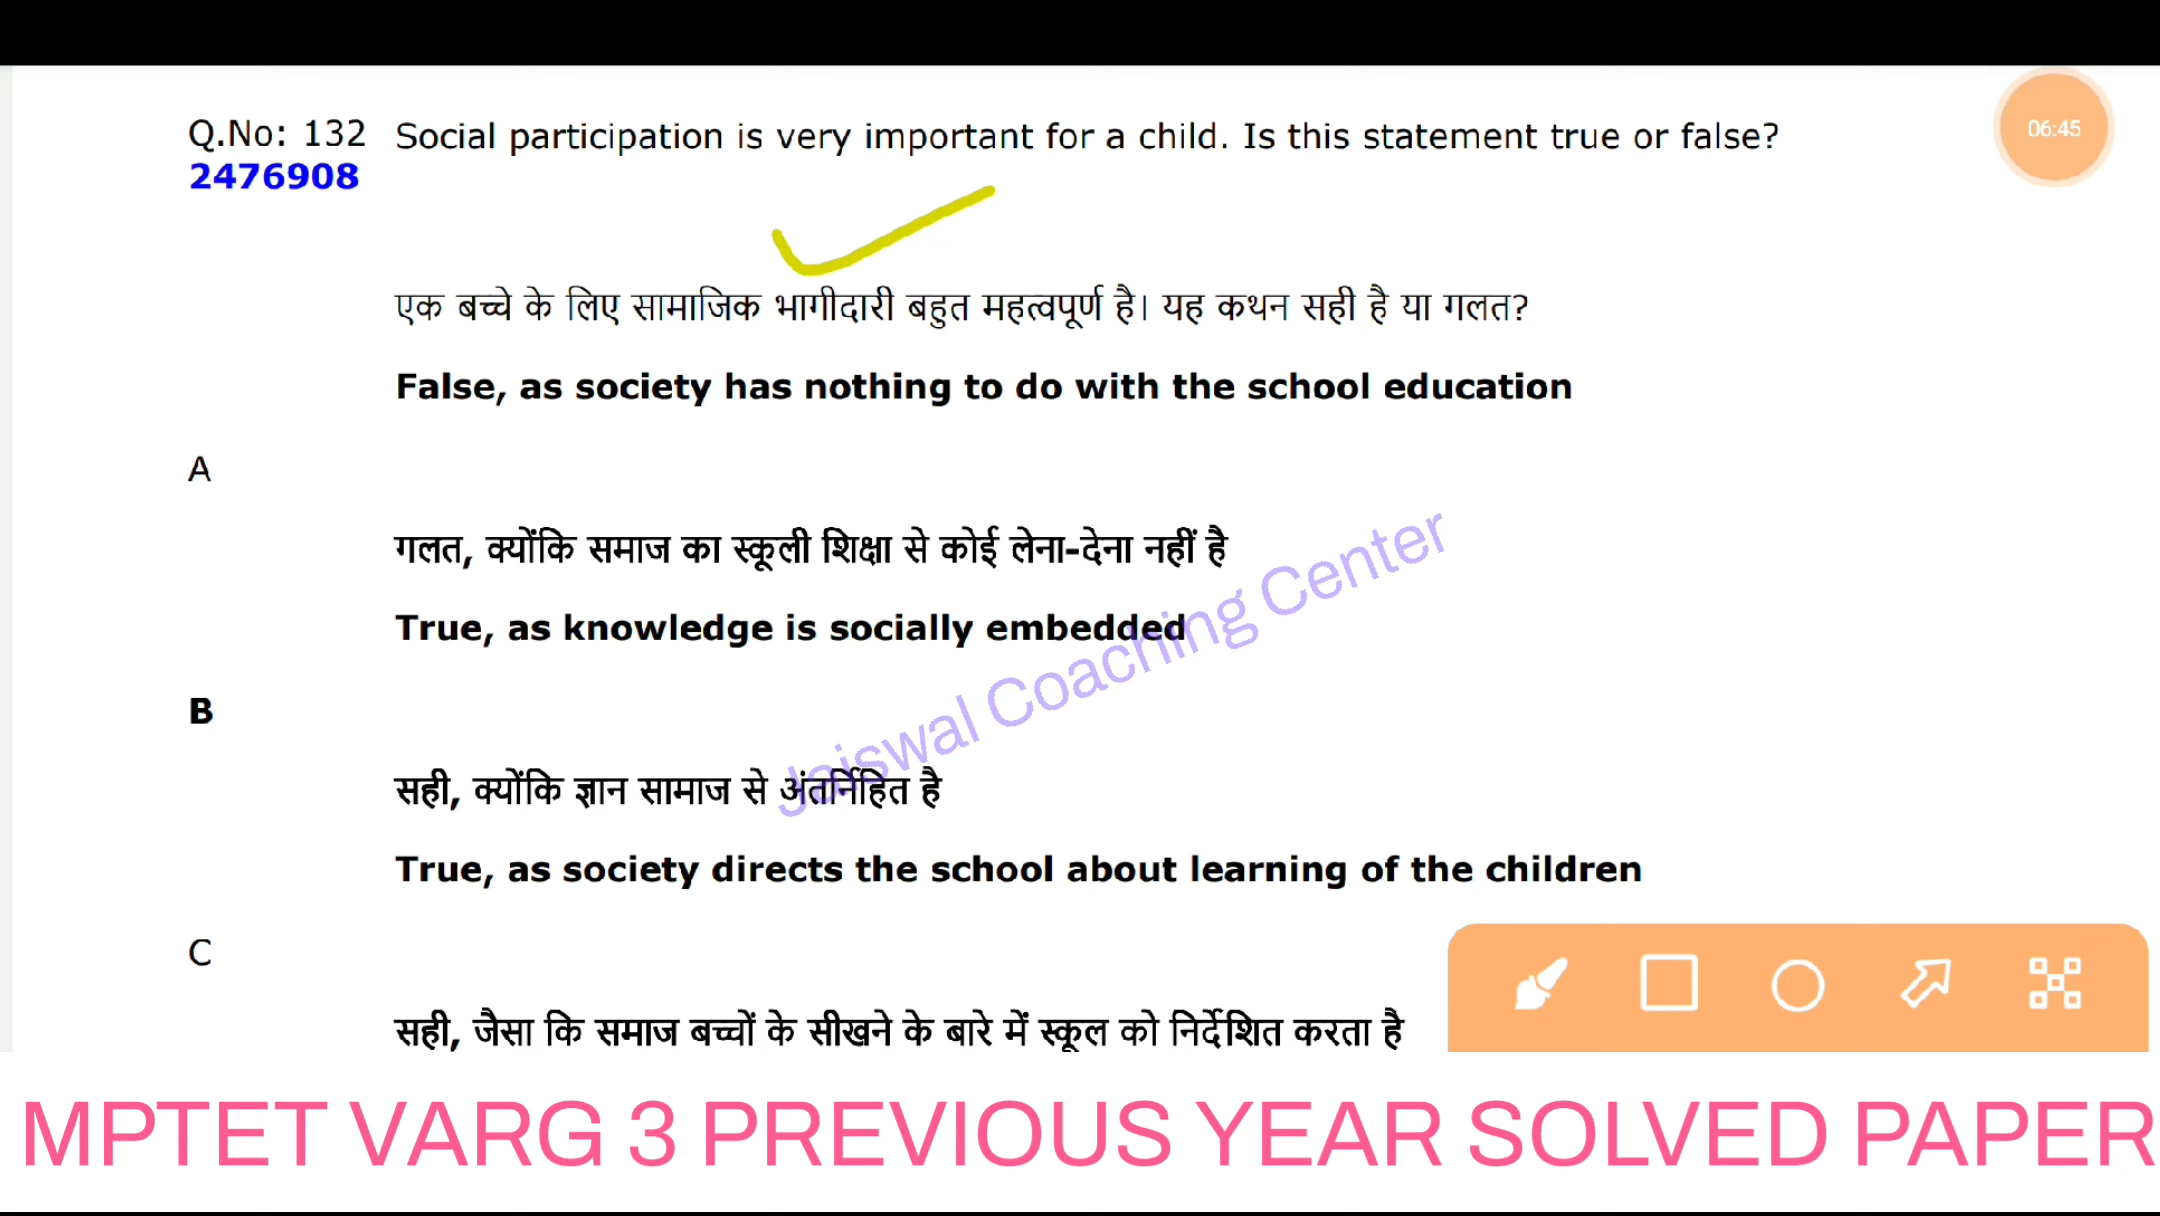 06:45
Q.No: 132 Social participation is very important for a child. Is this statement true or false?
2476908
एक बच्चे के लिए सामाजिक भागीदारी बहुत महत्वपूर्ण है। यह कथन सही है या गलत?
False, as society has nothing to do with the school education
A
गलत, क्योंकि समाज का स्कूली शिक्षा से कोई लेना-देना नहीं है
True, as knowledge is socially embedded
B
सही, क्योंकि ज्ञान सामाज से अंतर्निहित है
True, as society directs the school about learning of the children
C
सही, जैसा कि समाज बच्चों के सीखने के बारे में स्कूल को निर्देशित करता है
Jaiswal Coaching Center
MPTET VARG 3 PREVIOUS YEAR SOLVED PAPER